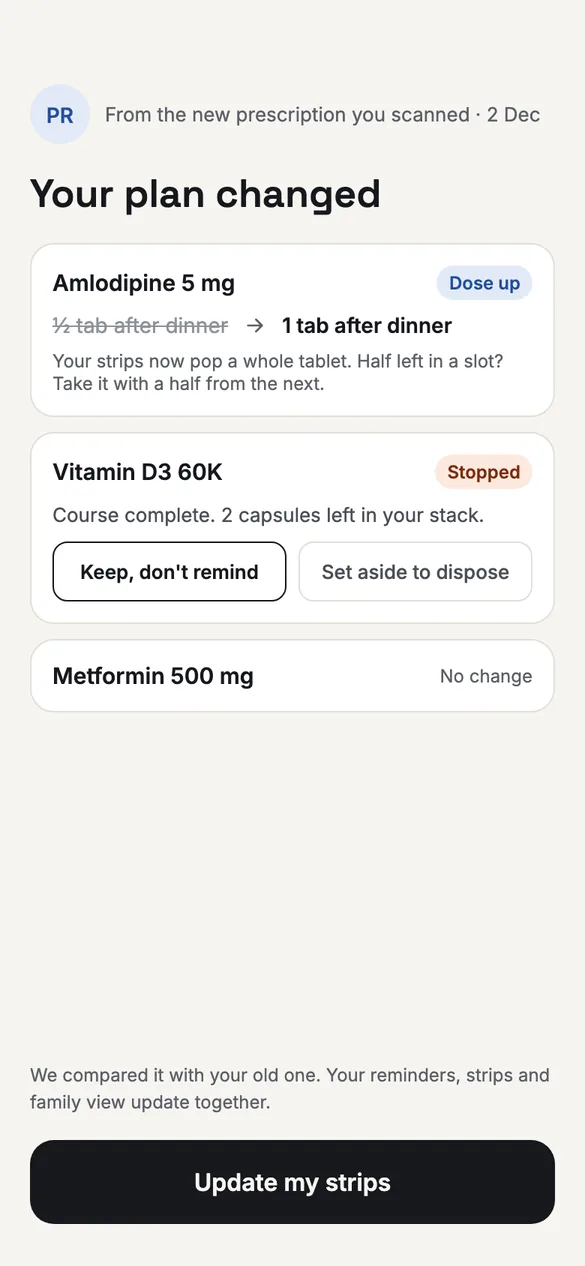 PR
From the new prescription you scanned · 2 Dec
Your plan changed
Amlodipine 5 mg
Dose up
½ tab after dinner → 1 tab after dinner
Your strips now pop a whole tablet. Half left in a slot?
Take it with a half from the next.
Vitamin D3 60K
Stopped
Course complete. 2 capsules left in your stack.
Keep, don't remind
Set aside to dispose
Metformin 500 mg
No change
We compared it with your old one. Your reminders, strips and
family view update together.
Update my strips